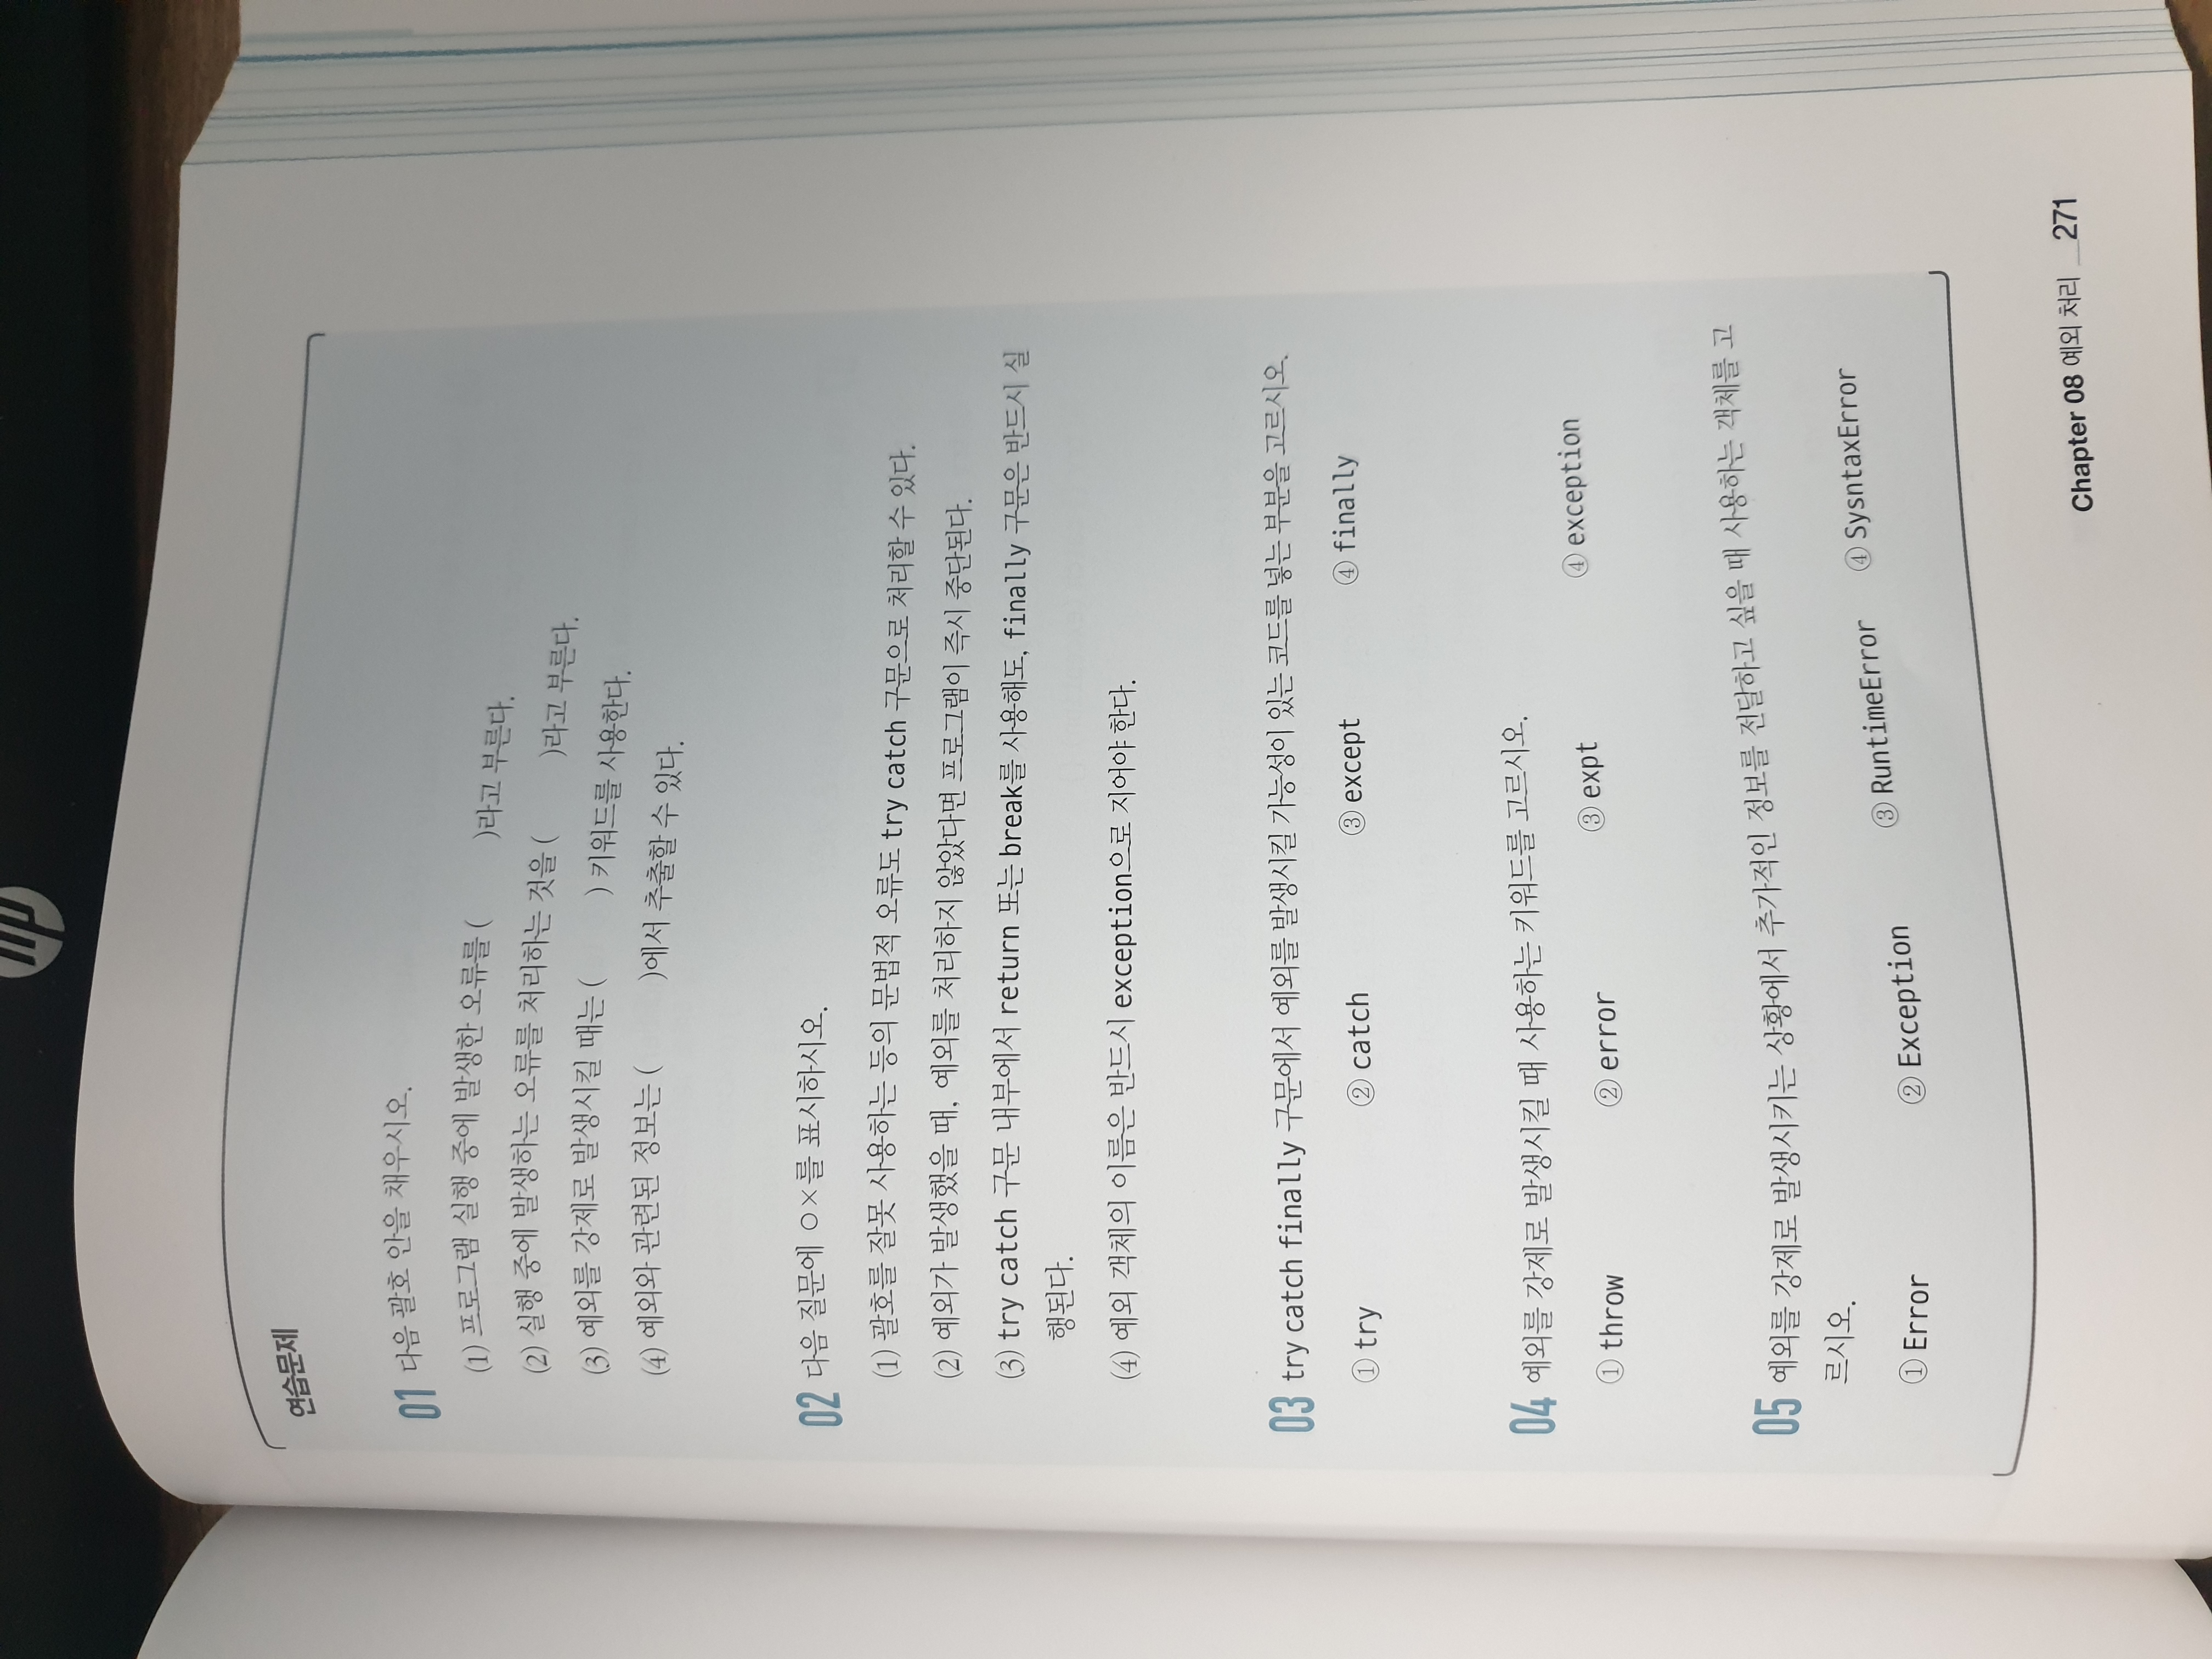 hp
연습문제
01 다음 괄호 안을 채우시오.
(1) 프로그램 실행 중에 발생한 오류를 ( )라고 부른다.
(2) 실행 중에 발생하는 오류를 처리하는 것을 ( )라고 부른다.
(3) 예외를 강제로 발생시킬 때는 ( ) 키워드를 사용한다.
(4) 예외와 관련된 정보는 ( )에서 추출할 수 있다.
02 다음 질문에 ○×를 표시하시오.
(1) 괄호를 잘못 사용하는 등의 문법적 오류도 try catch 구문으로 처리할 수 있다.
(2) 예외가 발생했을 때, 예외를 처리하지 않았다면 프로그램이 즉시 중단된다.
(3) try catch 구문 내부에서 return 또는 break를 사용해도, finally 구문은 반드시 실
행된다.
(4) 예외 객체의 이름은 반드시 exception으로 지어야 한다.
03 try catch finally 구문에서 예외를 발생시킬 가능성이 있는 코드를 넣는 부분을 고르시오.
① try ② catch ③ except ④ finally
04 예외를 강제로 발생시킬 때 사용하는 키워드를 고르시오.
① throw ② error ③ expt ④ exception
05 예외를 강제로 발생시키는 상황에서 추가적인 정보를 전달하고 싶을 때 사용하는 객체를 고
르시오.
① Error ② Exception ③ RuntimeError ④ SysntaxError
Chapter 08 예외 처리 __271